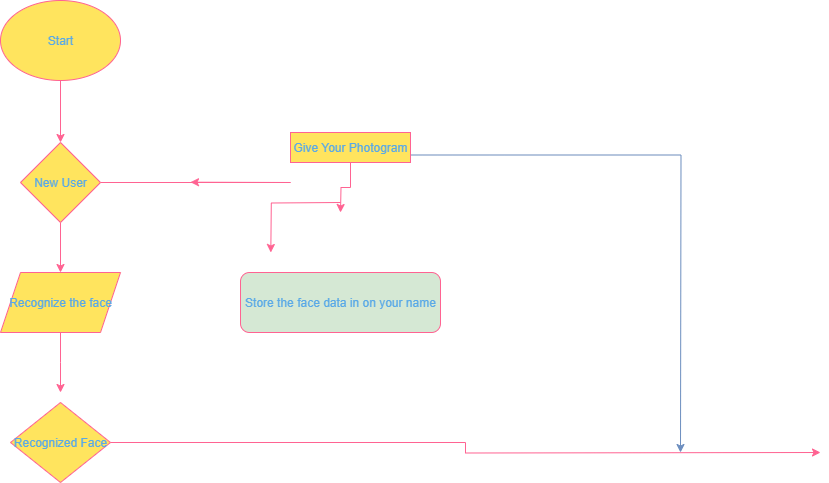 Start
Give Your Photogram
New User
Recognize the face
Store the face data in on your name
Recognized Face